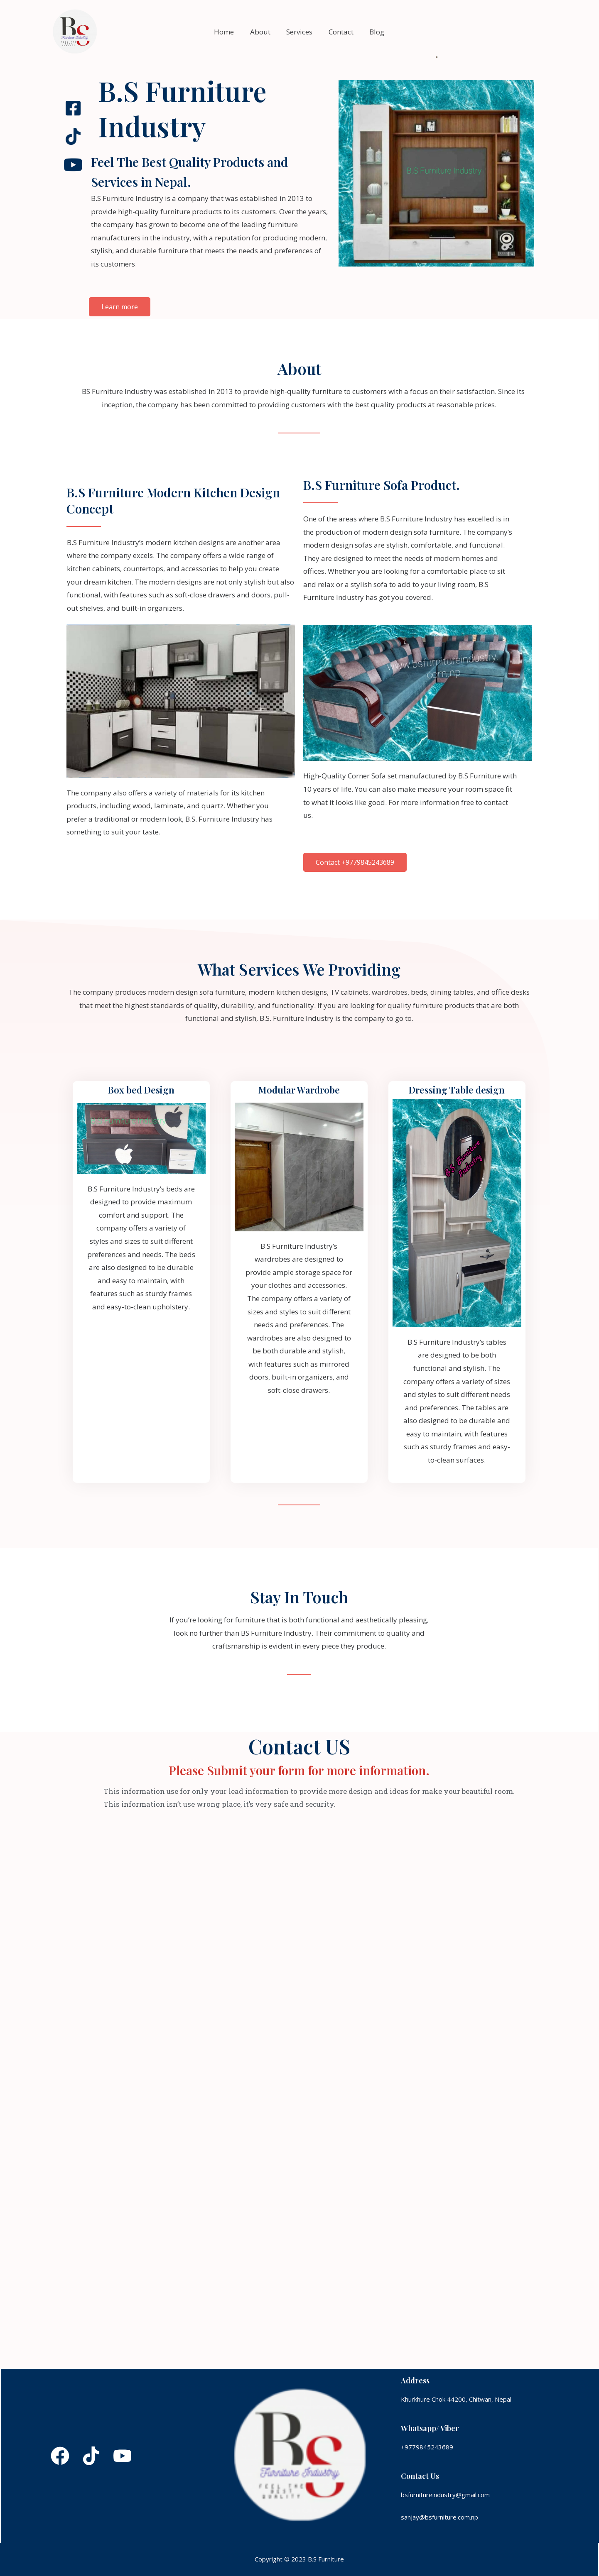 BS
Furniture Industry
Home
About
Services
Contact
Blog
B.S Furniture
Industry
Feel The Best Quality Products and
Services in Nepal.
B.S Furniture Industry is a company that was established in 2013 to
provide high-quality furniture products to its customers. Over the years,
the company has grown to become one of the leading furniture
manufacturers in the industry, with a reputation for producing modern,
stylish, and durable furniture that meets the needs and preferences of
its customers.
B.S Furniture Industry
Learn more
About
BS Furniture Industry was established in 2013 to provide high-quality furniture to customers with a focus on their satisfaction. Since its
inception, the company has been committed to providing customers with the best quality products at reasonable prices.
B.S Furniture Modern Kitchen Design
Concept
B.S Furniture Industry's modern kitchen designs are another area
where the company excels. The company offers a wide range of
kitchen cabinets, countertops, and accessories to help you create
your dream kitchen. The modern designs are not only stylish but also
functional, with features such as soft-close drawers and doors, pull-
out shelves, and built-in organizers.
The company also offers a variety of materials for its kitchen
products, including wood, laminate, and quartz. Whether you
prefer a traditional or modern look, B.S. Furniture Industry has
something to suit your taste.
B.S Furniture Sofa Product.
One of the areas where B.S Furniture Industry has excelled is in
the production of modern design sofa furniture. The company's
modern design sofas are stylish, comfortable, and functional.
They are designed to meet the needs of modern homes and
offices. Whether you are looking for a comfortable place to sit
and relax or a stylish sofa to add to your living room, B.S
Furniture Industry has got you covered.
www.bsfurnitureindustry
.com.np
High-Quality Corner Sofa set manufactured by B.S Furniture with
10 years of life. You can also make measure your room space fit
to what it looks like good. For more information free to contact
us.
Contact +9779845243689
What Services We Providing
The company produces modern design sofa furniture, modern kitchen designs, TV cabinets, wardrobes, beds, dining tables, and office desks
that meet the highest standards of quality, durability, and functionality. If you are looking for quality furniture products that are both
functional and stylish, B.S. Furniture Industry is the company to go to.
Box bed Design
B.S Furniture Industry's beds are
designed to provide maximum
comfort and support. The
company offers a variety of
styles and sizes to suit different
preferences and needs. The beds
are also designed to be durable
and easy to maintain, with
features such as sturdy frames
and easy-to-clean upholstery.
Modular Wardrobe
B.S Furniture Industry's
wardrobes are designed to
provide ample storage space for
your clothes and accessories.
The company offers a variety of
sizes and styles to suit different
needs and preferences. The
wardrobes are also designed to
be both durable and stylish,
with features such as mirrored
doors, built-in organizers, and
soft-close drawers.
Dressing Table design
B.S. Furniture
Industry
B.S Furniture Industry's tables
are designed to be both
functional and stylish. The
company offers a variety of sizes
and styles to suit different needs
and preferences. The tables are
also designed to be durable and
easy to maintain, with features
such as sturdy frames and easy-
to-clean surfaces.
Stay In Touch
If you're looking for furniture that is both functional and aesthetically pleasing,
look no further than BS Furniture Industry. Their commitment to quality and
craftsmanship is evident in every piece they produce.
Contact US
Please Submit your form for more information.
This information use for only your lead information to provide more design and ideas for make your beautiful room.
This information isn't use wrong place, it's very safe and security.
BS
Furniture Industry
FEEL THE BEST
QUALITY
Address
Khurkhure Chok 44200, Chitwan, Nepal
Whatsapp/ Viber
+9779845243689
Contact Us
bsfurnitureindustry@gmail.com
sanjay@bsfurniture.com.np
Copyright © 2023 B.S Furniture